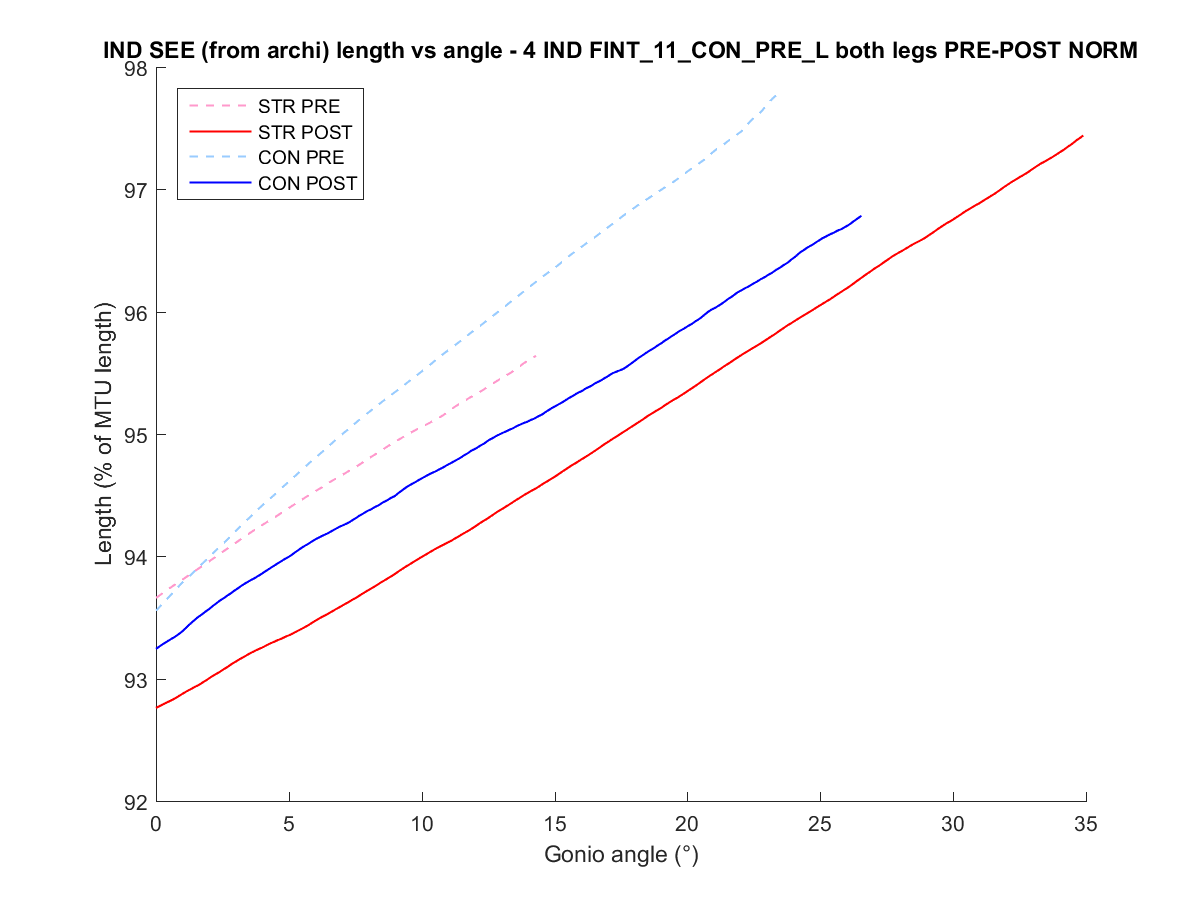 IND SEE (from archi) length vs angle - 4 IND FINT_11_CON_PRE_L both legs PRE-POST NORM
98
97
96
95
94
93
92
Length (% of MTU length)
STR PRE
STR POST
CON PRE
CON POST
0 5 10 15 20 25 30 35
Gonio angle (°)